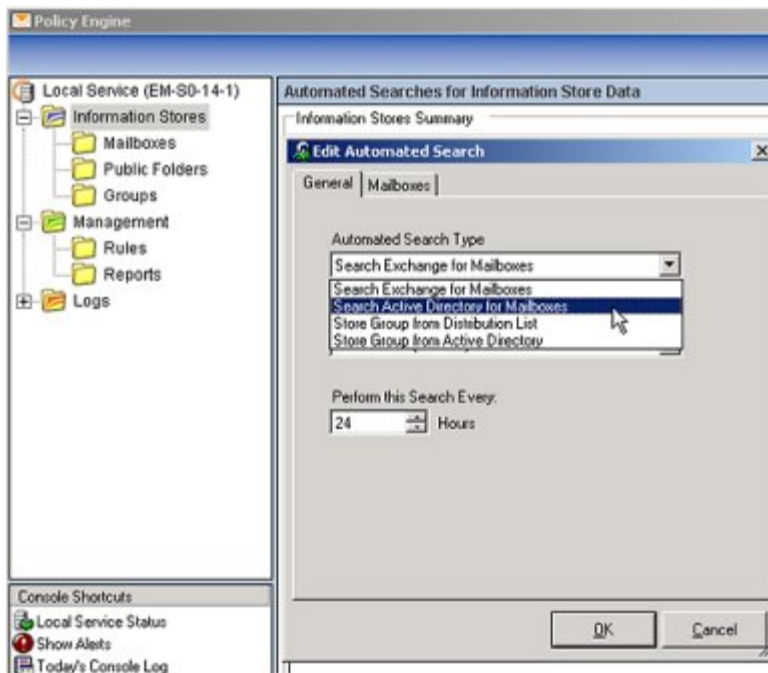 Policy Engine
Local Service (EM-S0-14-1)
Information Stores
Mailboxes
Public Folders
Groups
Management
Rules
Reports
Logs
Automated Searches for Information Store Data
Information Stores Summary
Edit Automated Search
General
Mailboxes
Automated Search Type
Search Exchange for Mailboxes
Search Exchange for Mailboxes
Search Active Directory for Mailboxes
Store Group from Distribution List
Store Group from Active Directory
Perform this Search Every:
24 Hours
OK Cancel
Console Shortcuts
Local Service Status
Show Alerts
Today's Console Log